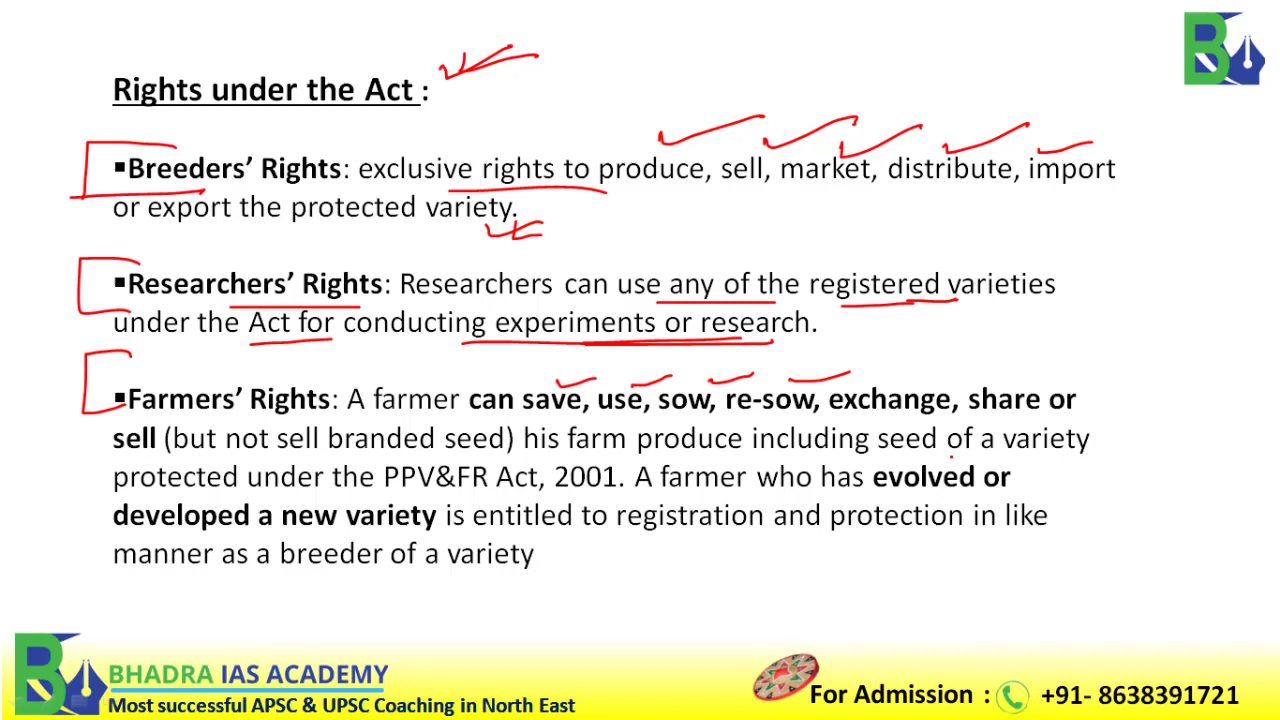 Rights under the Act :
▪Breeders’ Rights: exclusive rights to produce, sell, market, distribute, import
or export the protected variety.
▪Researchers’ Rights: Researchers can use any of the registered varieties
under the Act for conducting experiments or research.
▪Farmers’ Rights: A farmer can save, use, sow, re-sow, exchange, share or
sell (but not sell branded seed) his farm produce including seed of a variety
protected under the PPV&FR Act, 2001. A farmer who has evolved or
developed a new variety is entitled to registration and protection in like
manner as a breeder of a variety
BHADRA IAS ACADEMY
Most successful APSC & UPSC Coaching in North East
For Admission : +91- 8638391721